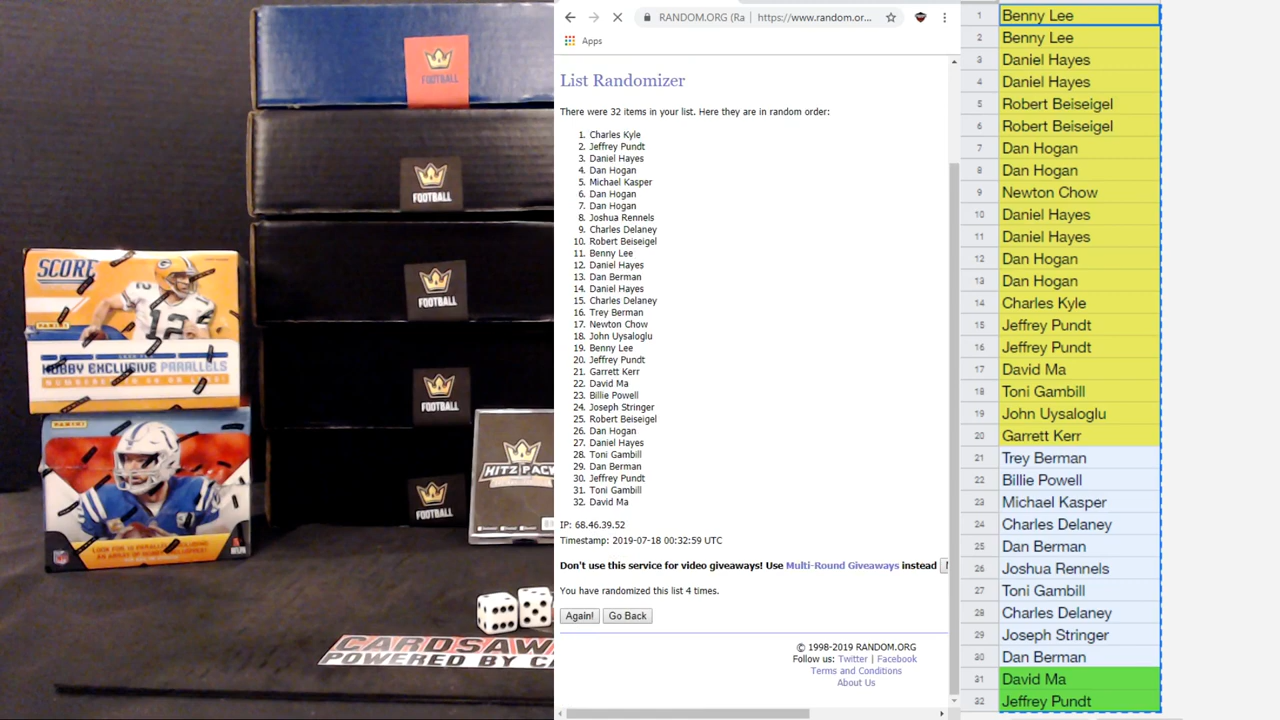 FOOTBALL
FOOTBALL
FOOTBALL
FOOTBALL
FOOTBALL
SCORE
12
HOBBY EXCLUSIVE PARALLELS
PANINI
HITZ PACK
CARDSAW
POWERED BY CA
RANDOM.ORG (Ra
https://www.random.or...
Apps
List Randomizer
There were 32 items in your list. Here they are in random order:
1. Charles Kyle
2. Jeffrey Pundt
3. Daniel Hayes
4. Dan Hogan
5. Michael Kasper
6. Dan Hogan
7. Dan Hogan
8. Joshua Rennels
9. Charles Delaney
10. Robert Beiseigel
11. Benny Lee
12. Daniel Hayes
13. Dan Berman
14. Daniel Hayes
15. Charles Delaney
16. Trey Berman
17. Newton Chow
18. John Uysaloglu
19. Benny Lee
20. Jeffrey Pundt
21. Garrett Kerr
22. David Ma
23. Billie Powell
24. Joseph Stringer
25. Robert Beiseigel
26. Dan Hogan
27. Daniel Hayes
28. Toni Gambill
29. Dan Berman
30. Jeffrey Pundt
31. Toni Gambill
32. David Ma
IP: 68.46.39.52
Timestamp: 2019-07-18 00:32:59 UTC
Don't use this service for video giveaways! Use Multi-Round Giveaways instead
You have randomized this list 4 times.
Again! Go Back
© 1998-2019 RANDOM.ORG
Follow us: Twitter | Facebook
Terms and Conditions
About Us
1 Benny Lee
2 Benny Lee
3 Daniel Hayes
4 Daniel Hayes
5 Robert Beiseigel
6 Robert Beiseigel
7 Dan Hogan
8 Dan Hogan
9 Newton Chow
10 Daniel Hayes
11 Daniel Hayes
12 Dan Hogan
13 Dan Hogan
14 Charles Kyle
15 Jeffrey Pundt
16 Jeffrey Pundt
17 David Ma
18 Toni Gambill
19 John Uysaloglu
20 Garrett Kerr
21 Trey Berman
22 Billie Powell
23 Michael Kasper
24 Charles Delaney
25 Dan Berman
26 Joshua Rennels
27 Toni Gambill
28 Charles Delaney
29 Joseph Stringer
30 Dan Berman
31 David Ma
32 Jeffrey Pundt